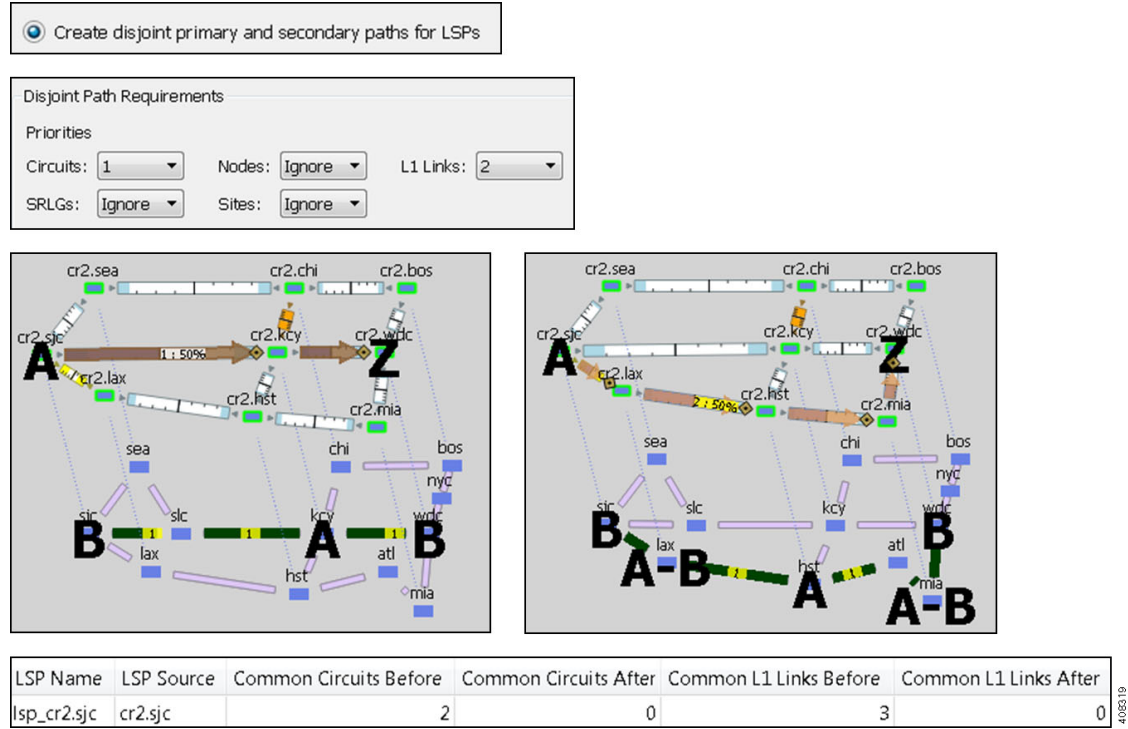 Create disjoint primary and secondary paths for LSPs
Disjoint Path Requirements
Priorities
Circuits: 1 Nodes: Ignore L1 Links: 2
SRLGs: Ignore Sites: Ignore
cr2.sea cr2.chi cr2.bos
cr2.sjc cr2.kcy cr2.wdc
A 1 : 50% Z
cr2.lax
cr2.hst
cr2.mia
sea chi bos
nyc
sjc slc kcy wdc
B 1 1 A 1 B
lax atl
hst
mia
cr2.sea cr2.chi cr2.bos
cr2.sjc cr2.kcy cr2.wdc
A Z
cr2.lax
2 : 50% cr2.hst
cr2.mia
sea chi bos
nyc
sjc slc kcy wdc
B B
lax atl
A-B 1 hst 1
A mia
A-B
LSP Name LSP Source Common Circuits Before Common Circuits After Common L1 Links Before Common L1 Links After
lsp_cr2.sjc cr2.sjc 2 0 3 0
408319